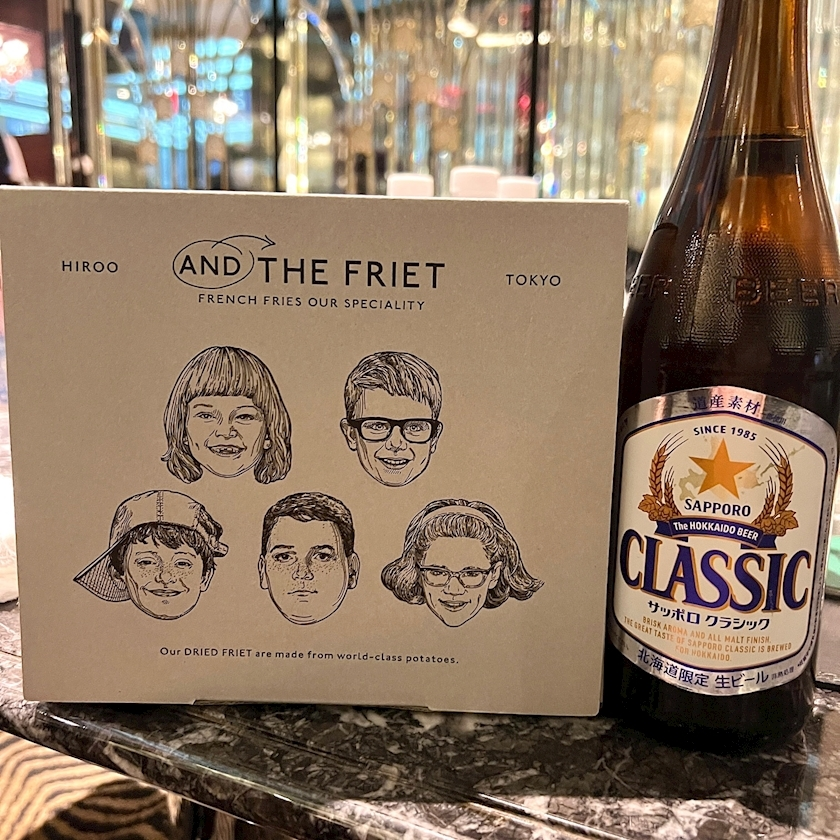 HIROO
AND THE FRIET
TOKYO
FRENCH FRIES OUR SPECIALITY
Our DRIED FRIET are made from world-class potatoes.
BEER
道産素材
SINCE 1985
SAPPORO
The HOKKAIDO BEER
CLASSIC
サッポロ クラシック
BRISK AROMA AND ALL MALT FINISH.
THE GREAT TASTE OF SAPPORO CLASSIC IS BREWED
FOR HOKKAIDO.
北海道限定 生ビール